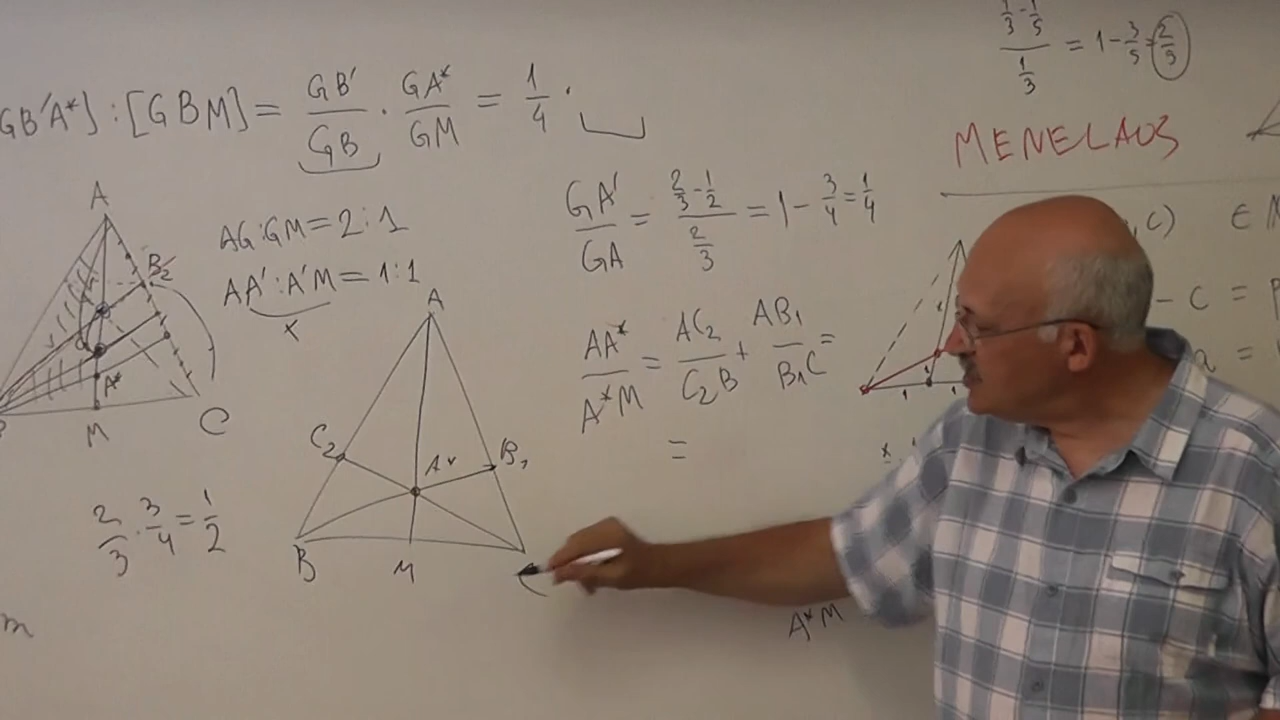 GB'A*] : [GBM] = GB'/GB · GA*/GM = 1/4 ·
(1/3 - 1/5)/(1/3) = 1 - 3/5 = 2/5
MENELAOS
AG:GM = 2:1
AA':A'M = 1:1
x
GA'/GA = (2/3 - 1/2)/(2/3) = 1 - 3/4 = 1/4
AA*/A*M = AC₂/C₂B + AB₁/B₁C =
=
A
B₂'
G
A*
M
C
A
C₂
A*
B₁
B
M
C
2/3 · 3/4 = 1/2
m
A*M
, c) ∈
- c =
a =